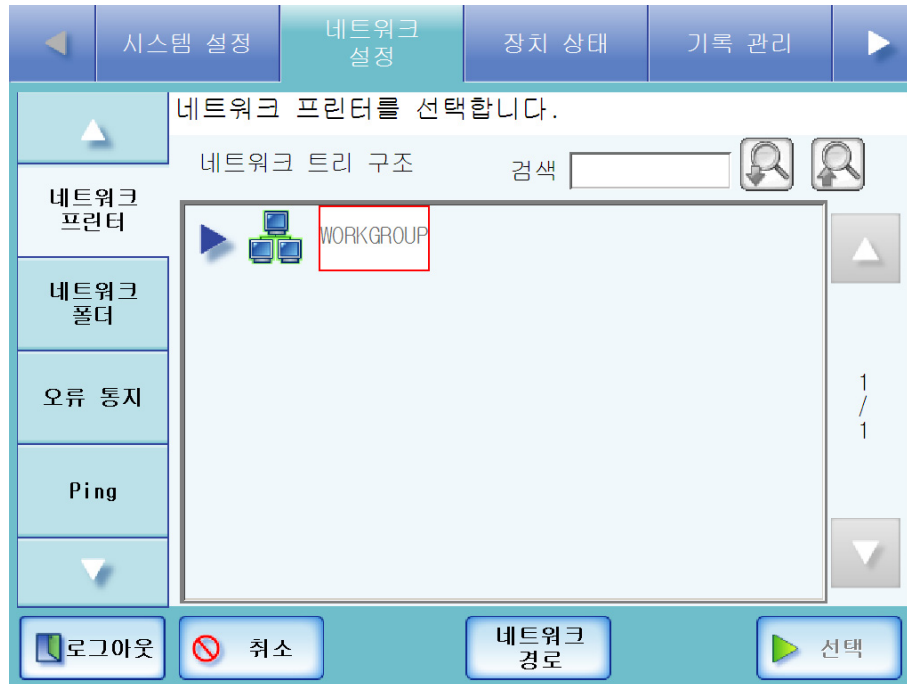 시스템 설정
네트워크
설정
장치 상태
기록 관리
네트워크 프린터를 선택합니다.
네트워크 트리 구조
검색
네트워크
프린터
WORKGROUP
네트워크
폴더
오류 통지
1
/
1
Ping
로그아웃
취소
네트워크
경로
선택